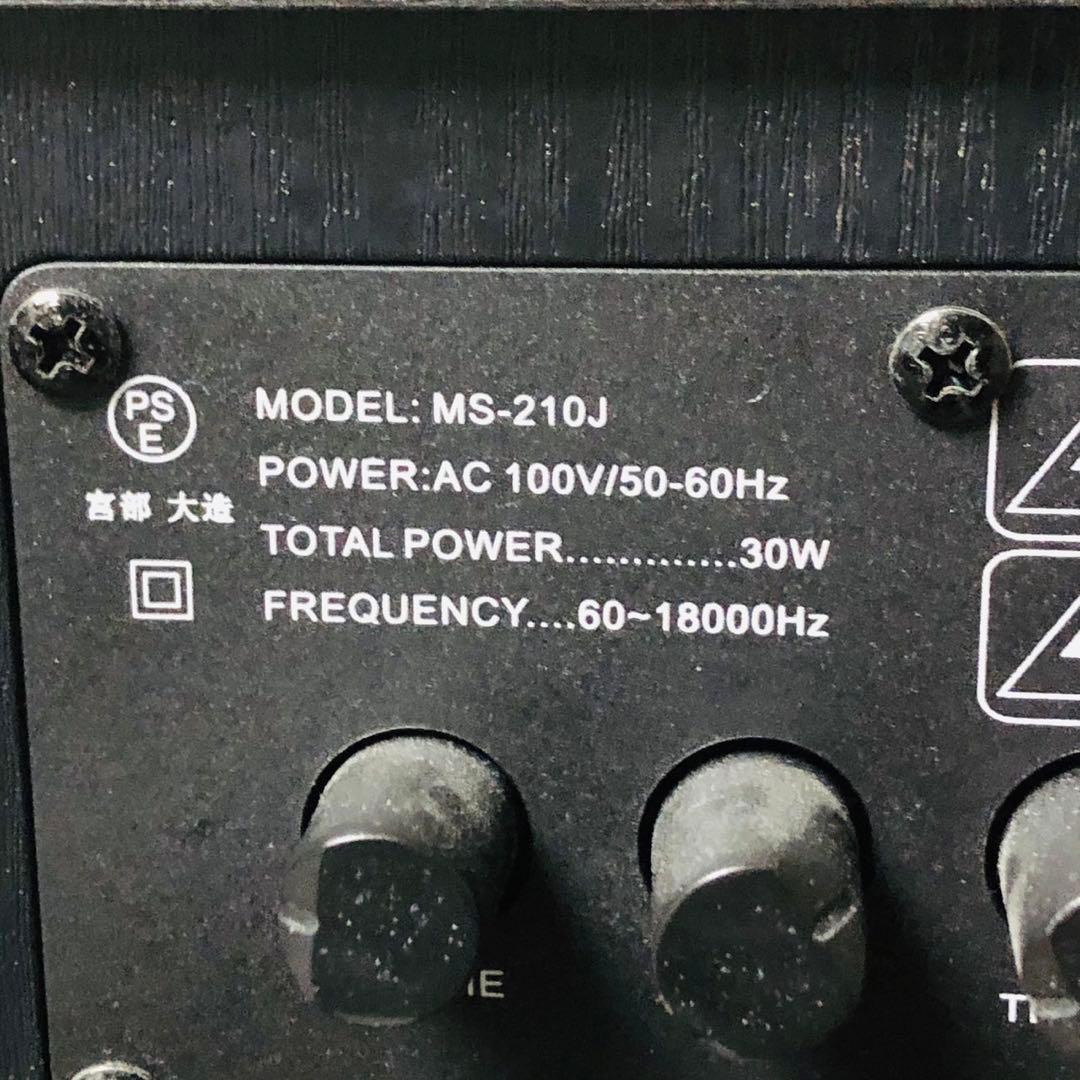 PS
E
宮部 大造
MODEL: MS-210J
POWER:AC 100V/50-60Hz
TOTAL POWER.............30W
FREQUENCY....60~18000Hz